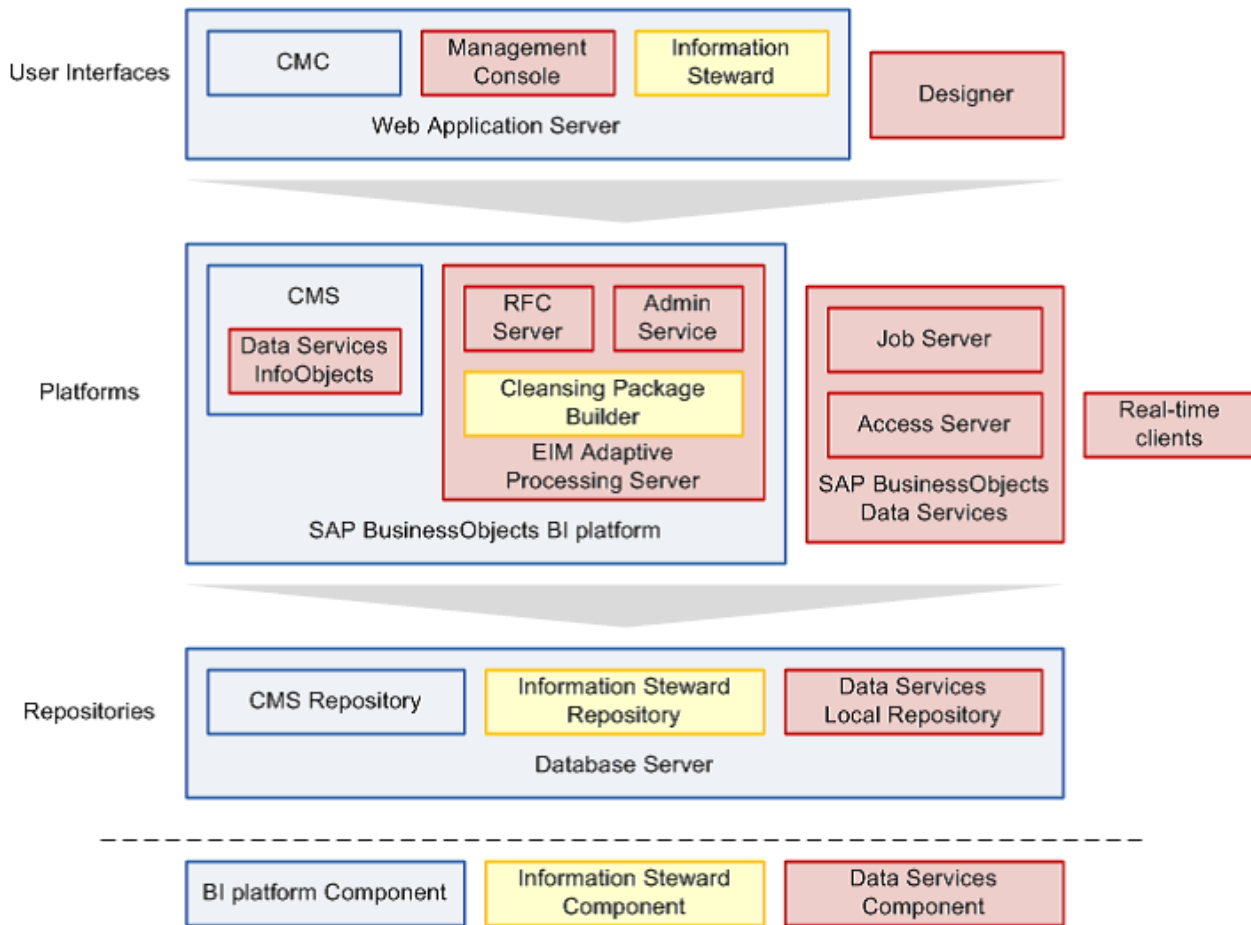 User Interfaces
CMC
Management
Console
Information
Steward
Web Application Server
Designer
Platforms
CMS
Data Services
InfoObjects
RFC
Server
Admin
Service
Cleansing Package
Builder
EIM Adaptive
Processing Server
SAP BusinessObjects BI platform
Job Server
Access Server
SAP BusinessObjects
Data Services
Real-time
clients
Repositories
CMS Repository
Information Steward
Repository
Data Services
Local Repository
Database Server
BI platform Component
Information Steward
Component
Data Services
Component